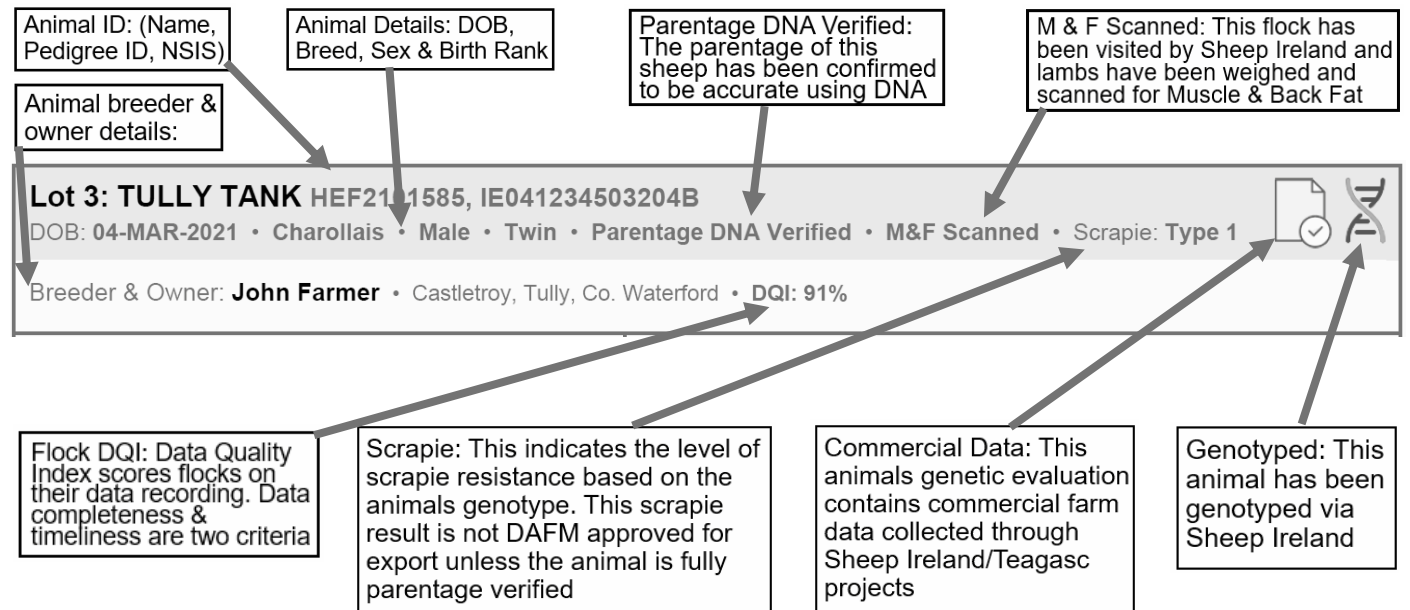 Animal ID: (Name,
Pedigree ID, NSIS)
Animal Details: DOB,
Breed, Sex & Birth Rank
Parentage DNA Verified:
The parentage of this
sheep has been confirmed
to be accurate using DNA
M & F Scanned: This flock has
been visited by Sheep Ireland and
lambs have been weighed and
scanned for Muscle & Back Fat
Animal breeder &
owner details:
Lot 3: TULLY TANK HEF2101585, IE041234503204B
DOB: 04-MAR-2021 • Charollais • Male • Twin • Parentage DNA Verified • M&F Scanned • Scrapie: Type 1
Breeder & Owner: John Farmer • Castletroy, Tully, Co. Waterford • DQI: 91%
Flock DQI: Data Quality
Index scores flocks on
their data recording. Data
completeness &
timeliness are two criteria
Scrapie: This indicates the level of
scrapie resistance based on the
animals genotype. This scrapie
result is not DAFM approved for
export unless the animal is fully
parentage verified
Commercial Data: This
animals genetic evaluation
contains commercial farm
data collected through
Sheep Ireland/Teagasc
projects
Genotyped: This
animal has been
genotyped via
Sheep Ireland